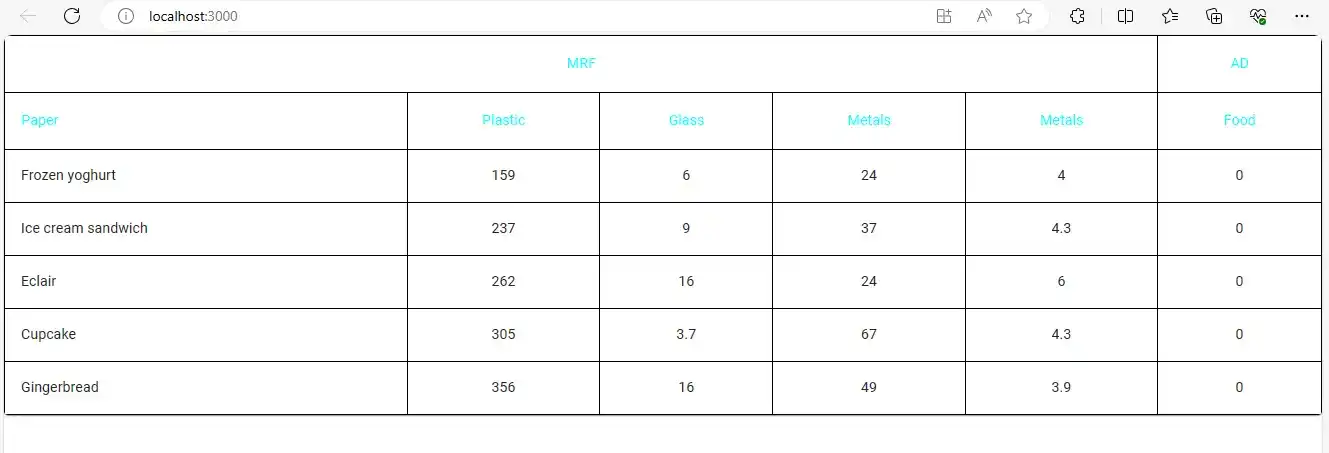 localhost:3000
MRF AD
Paper Plastic Glass Metals Metals Food
Frozen yoghurt 159 6 24 4 0
Ice cream sandwich 237 9 37 4.3 0
Eclair 262 16 24 6 0
Cupcake 305 3.7 67 4.3 0
Gingerbread 356 16 49 3.9 0